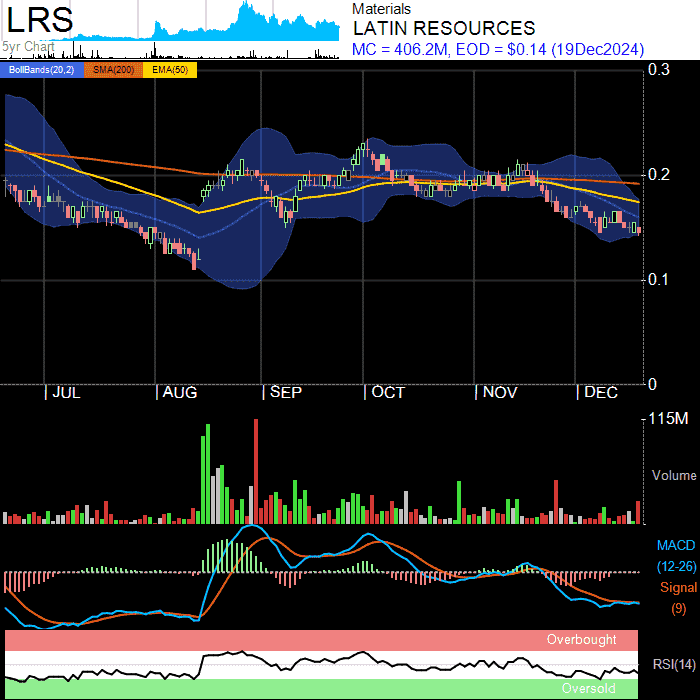 LRS
Materials
LATIN RESOURCES
5yr Chart
MC = 406.2M, EOD = $0.14 (19Dec2024)
BollBands(20,2) SMA(200) EMA(50)
0.3
0.2
0.1
0
JUL AUG SEP OCT NOV DEC
115M
Volume
MACD
(12-26)
Signal
(9)
Overbought
RSI(14)
Oversold